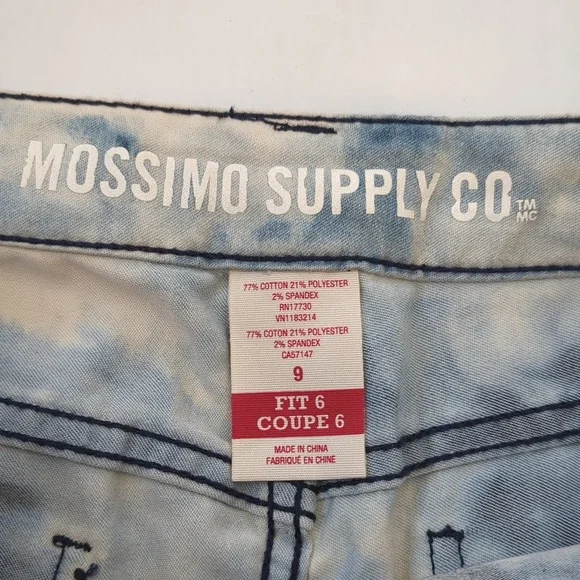 MOSSIMO SUPPLY CO TM MC
77% COTTON 21% POLYESTER
2% SPANDEX
RN17730
VN1183214
77% COTTON 21% POLYESTER
2% SPANDEX
CA57147
9
FIT 6
COUPE 6
MADE IN CHINA
FABRIQUÉ EN CHINE